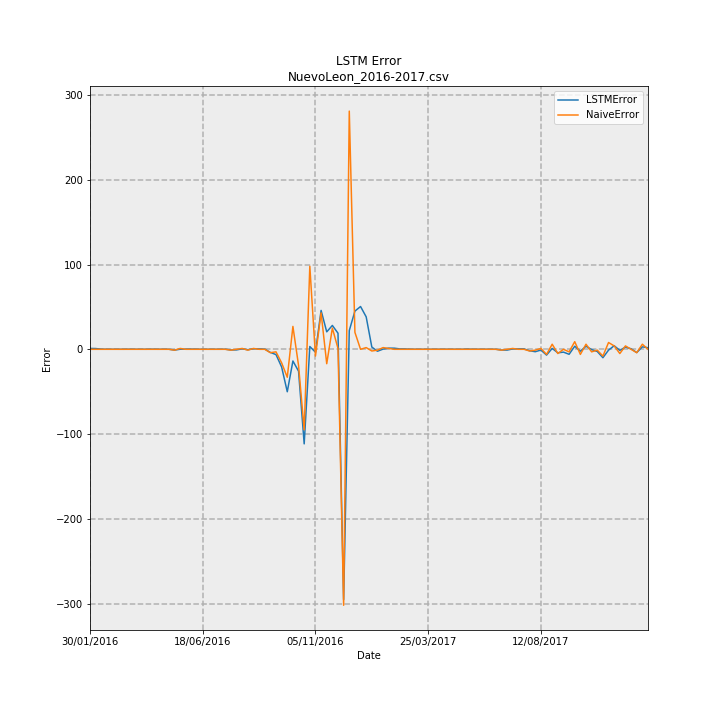 LSTM Error
NuevoLeon_2016-2017.csv
LSTMError
NaiveError
300
200
100
0
−100
−200
−300
Error
30/01/2016
18/06/2016
05/11/2016
25/03/2017
12/08/2017
Date